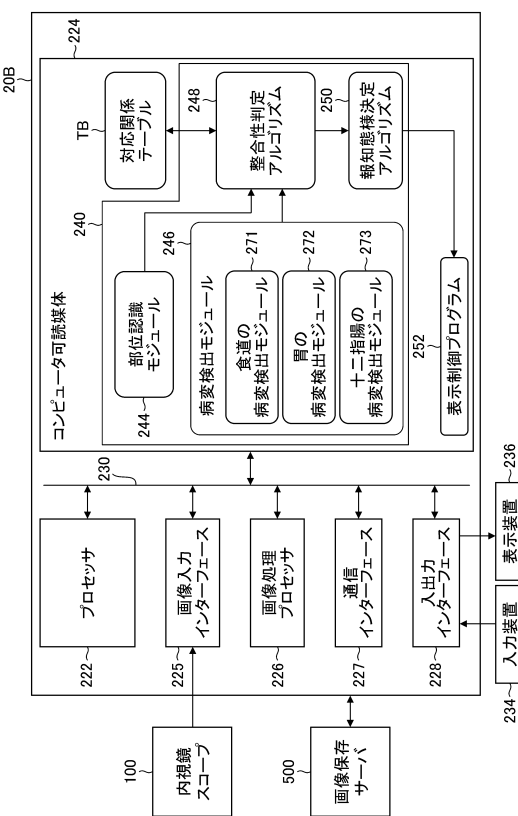 20B
224
コンピュータ可読媒体
240
TB
対応関係
テーブル
244
部位認識
モジュール
248
整合性判定
アルゴリズム
246
病変検出モジュール
271
食道の
病変検出モジュール
272
胃の
病変検出モジュール
273
十二指腸の
病変検出モジュール
250
報知態様決定
アルゴリズム
252
表示制御プログラム
230
222
プロセッサ
225
画像入力
インターフェース
226
画像処理
プロセッサ
227
通信
インターフェース
228
入出力
インターフェース
100
内視鏡
スコープ
500
画像保存
サーバ
234
入力装置
236
表示装置